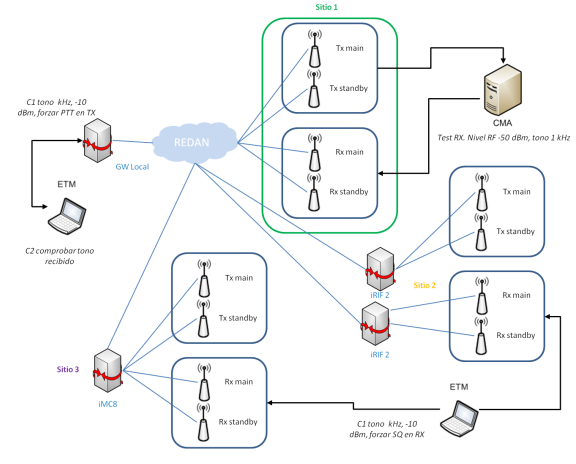 Sitio 1
Tx main
Tx standby
Rx main
Rx standby
C1 tono kHz, -10
dBm, forzar PTT en TX
GW Local
REDAN
CMA
Test RX. Nivel RF -50 dBm, tono 1 kHz
ETM
C2 comprobar tono
recibido
Tx main
Tx standby
iRIF 2
Sitio 2
Rx main
Rx standby
iRIF 2
Tx main
Tx standby
Sitio 3
iMC8
Rx main
Rx standby
ETM
C1 tono kHz, -10
dBm, forzar SQ en RX